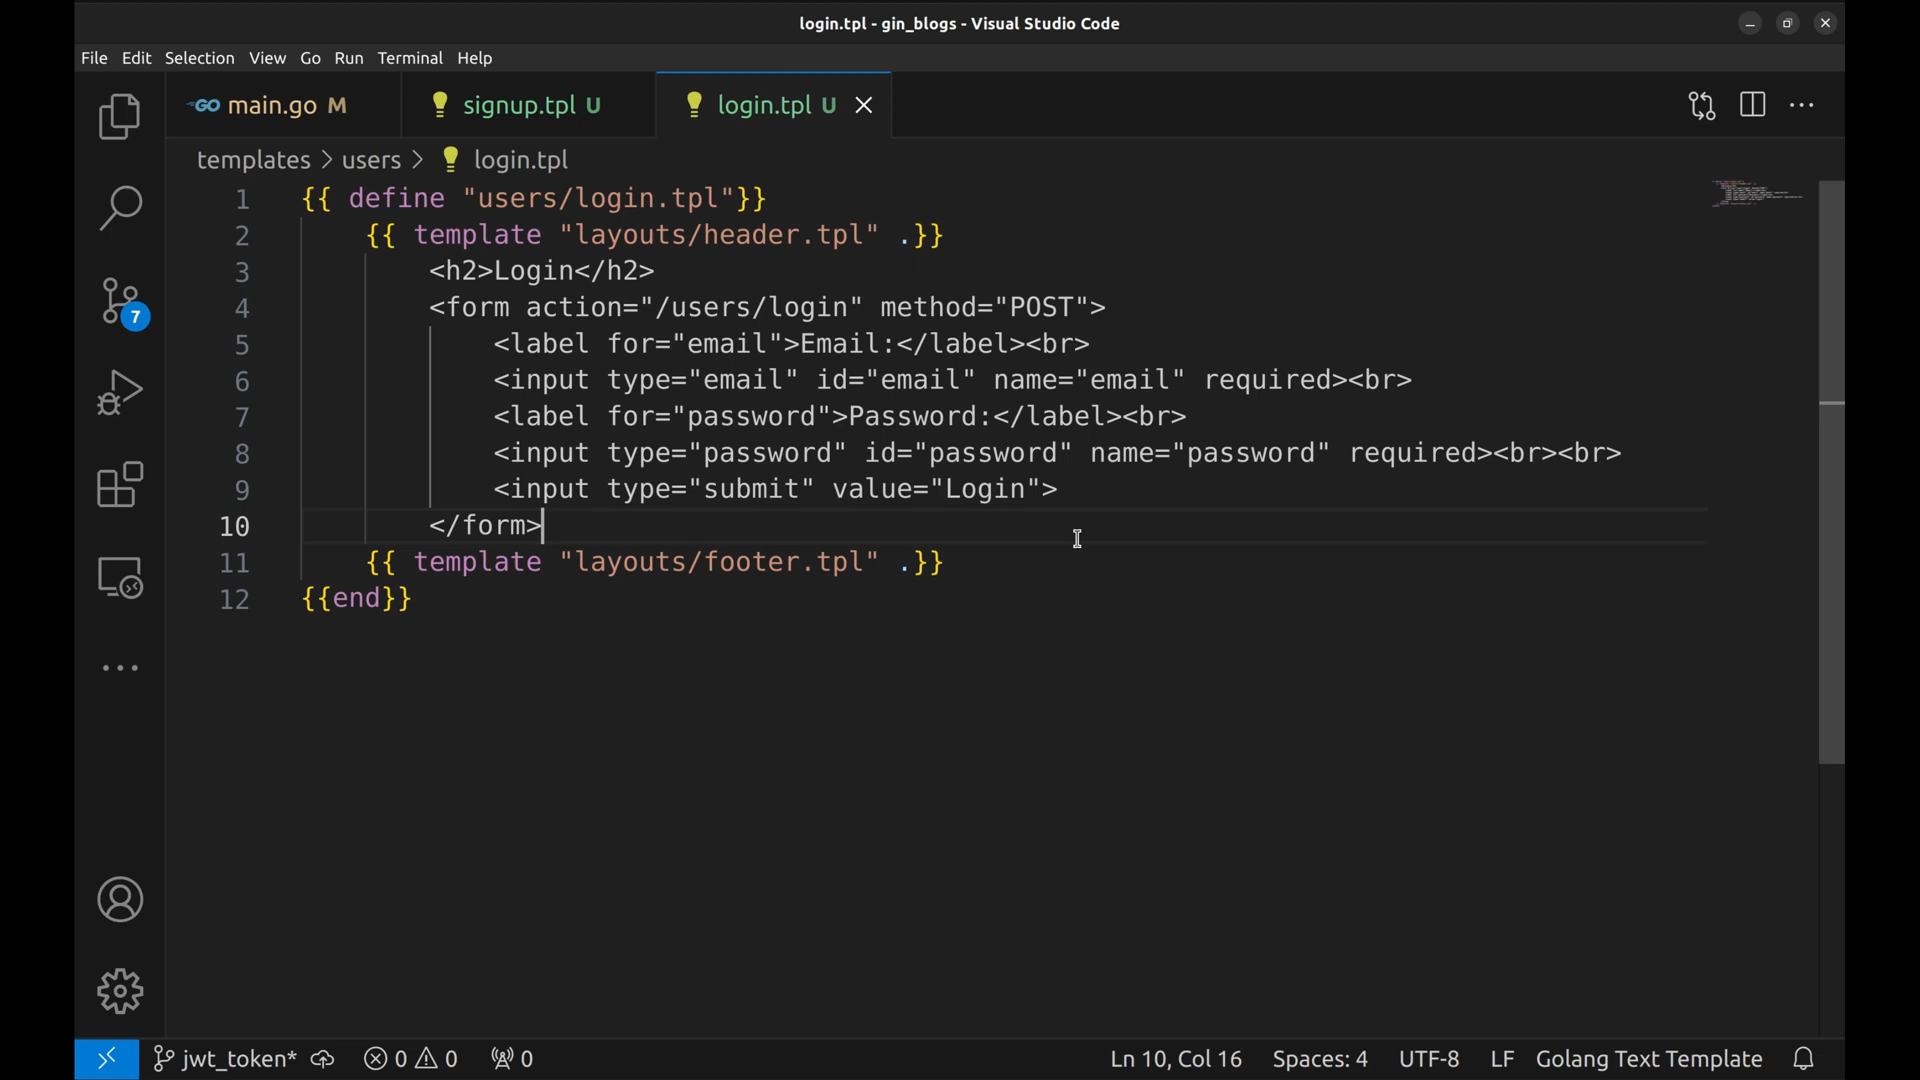 login.tpl - gin_blogs - Visual Studio Code
File Edit Selection View Go Run Terminal Help
GO main.go M signup.tpl U login.tpl U
templates > users > login.tpl
1 {{ define "users/login.tpl"}}
2 {{ template "layouts/header.tpl" .}}
3 <h2>Login</h2>
4 <form action="/users/login" method="POST">
5 <label for="email">Email:</label><br>
6 <input type="email" id="email" name="email" required><br>
7 <label for="password">Password:</label><br>
8 <input type="password" id="password" name="password" required><br><br>
9 <input type="submit" value="Login">
10 </form>
11 {{ template "layouts/footer.tpl" .}}
12 {{end}}
7
jwt_token* 0 0 0 Ln 10, Col 16 Spaces: 4 UTF-8 LF Golang Text Template